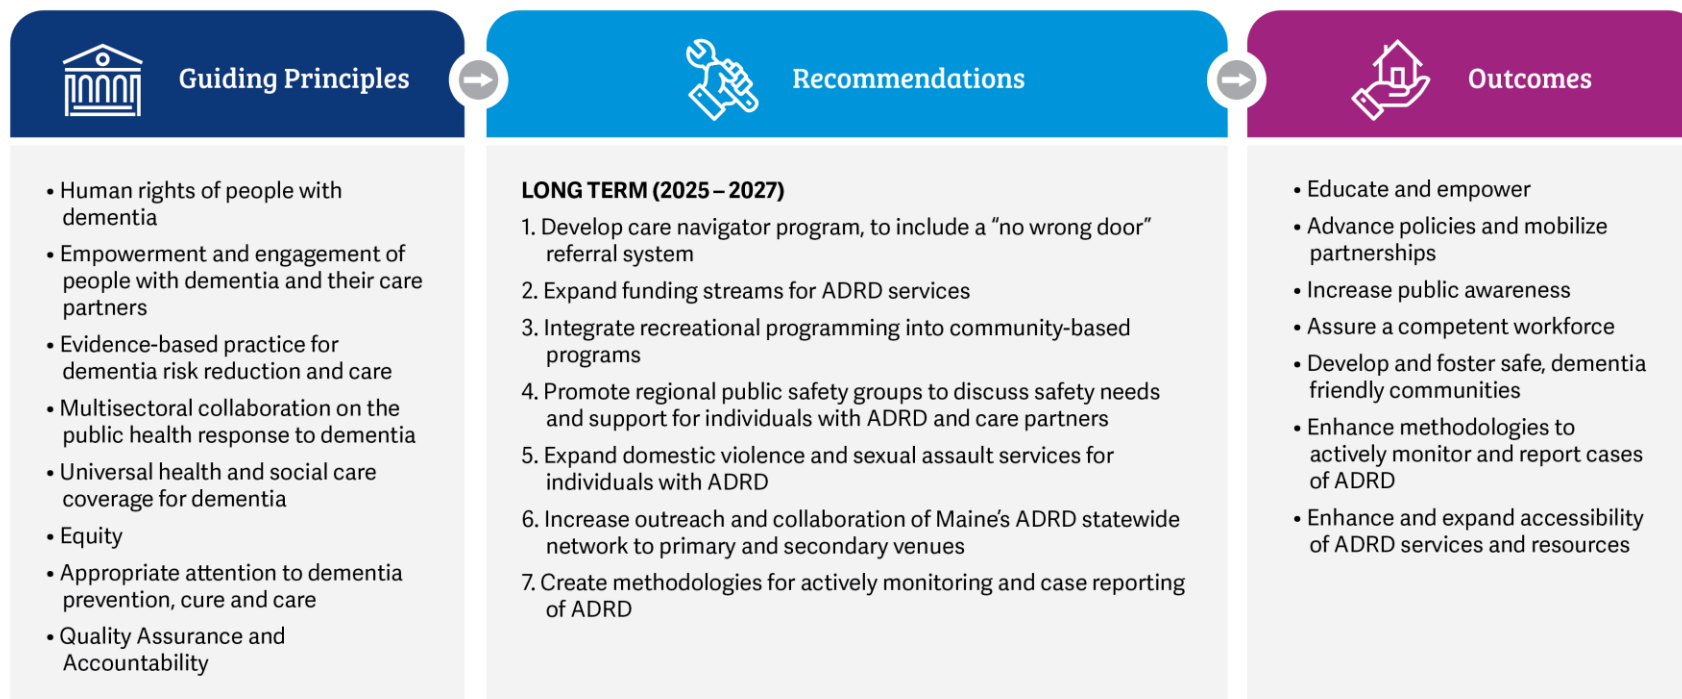 Guiding Principles
• Human rights of people with
dementia
• Empowerment and engagement of
people with dementia and their care
partners
• Evidence-based practice for
dementia risk reduction and care
• Multisectoral collaboration on the
public health response to dementia
• Universal health and social care
coverage for dementia
• Equity
• Appropriate attention to dementia
prevention, cure and care
• Quality Assurance and
Accountability
Recommendations
LONG TERM (2025 – 2027)
1. Develop care navigator program, to include a “no wrong door”
referral system
2. Expand funding streams for ADRD services
3. Integrate recreational programming into community-based
programs
4. Promote regional public safety groups to discuss safety needs
and support for individuals with ADRD and care partners
5. Expand domestic violence and sexual assault services for
individuals with ADRD
6. Increase outreach and collaboration of Maine’s ADRD statewide
network to primary and secondary venues
7. Create methodologies for actively monitoring and case reporting
of ADRD
Outcomes
• Educate and empower
• Advance policies and mobilize
partnerships
• Increase public awareness
• Assure a competent workforce
• Develop and foster safe, dementia
friendly communities
• Enhance methodologies to
actively monitor and report cases
of ADRD
• Enhance and expand accessibility
of ADRD services and resources